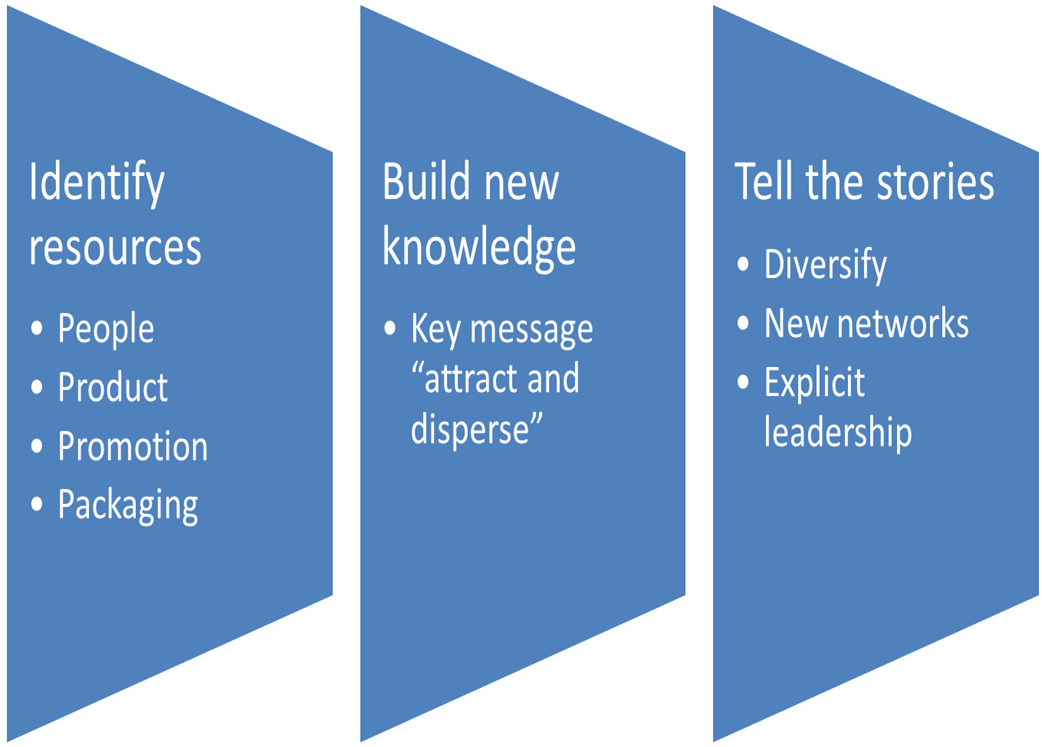 Identify
resources
• People
• Product
• Promotion
• Packaging
Build new
knowledge
• Key message
“attract and
disperse”
Tell the stories
• Diversify
• New networks
• Explicit
leadership